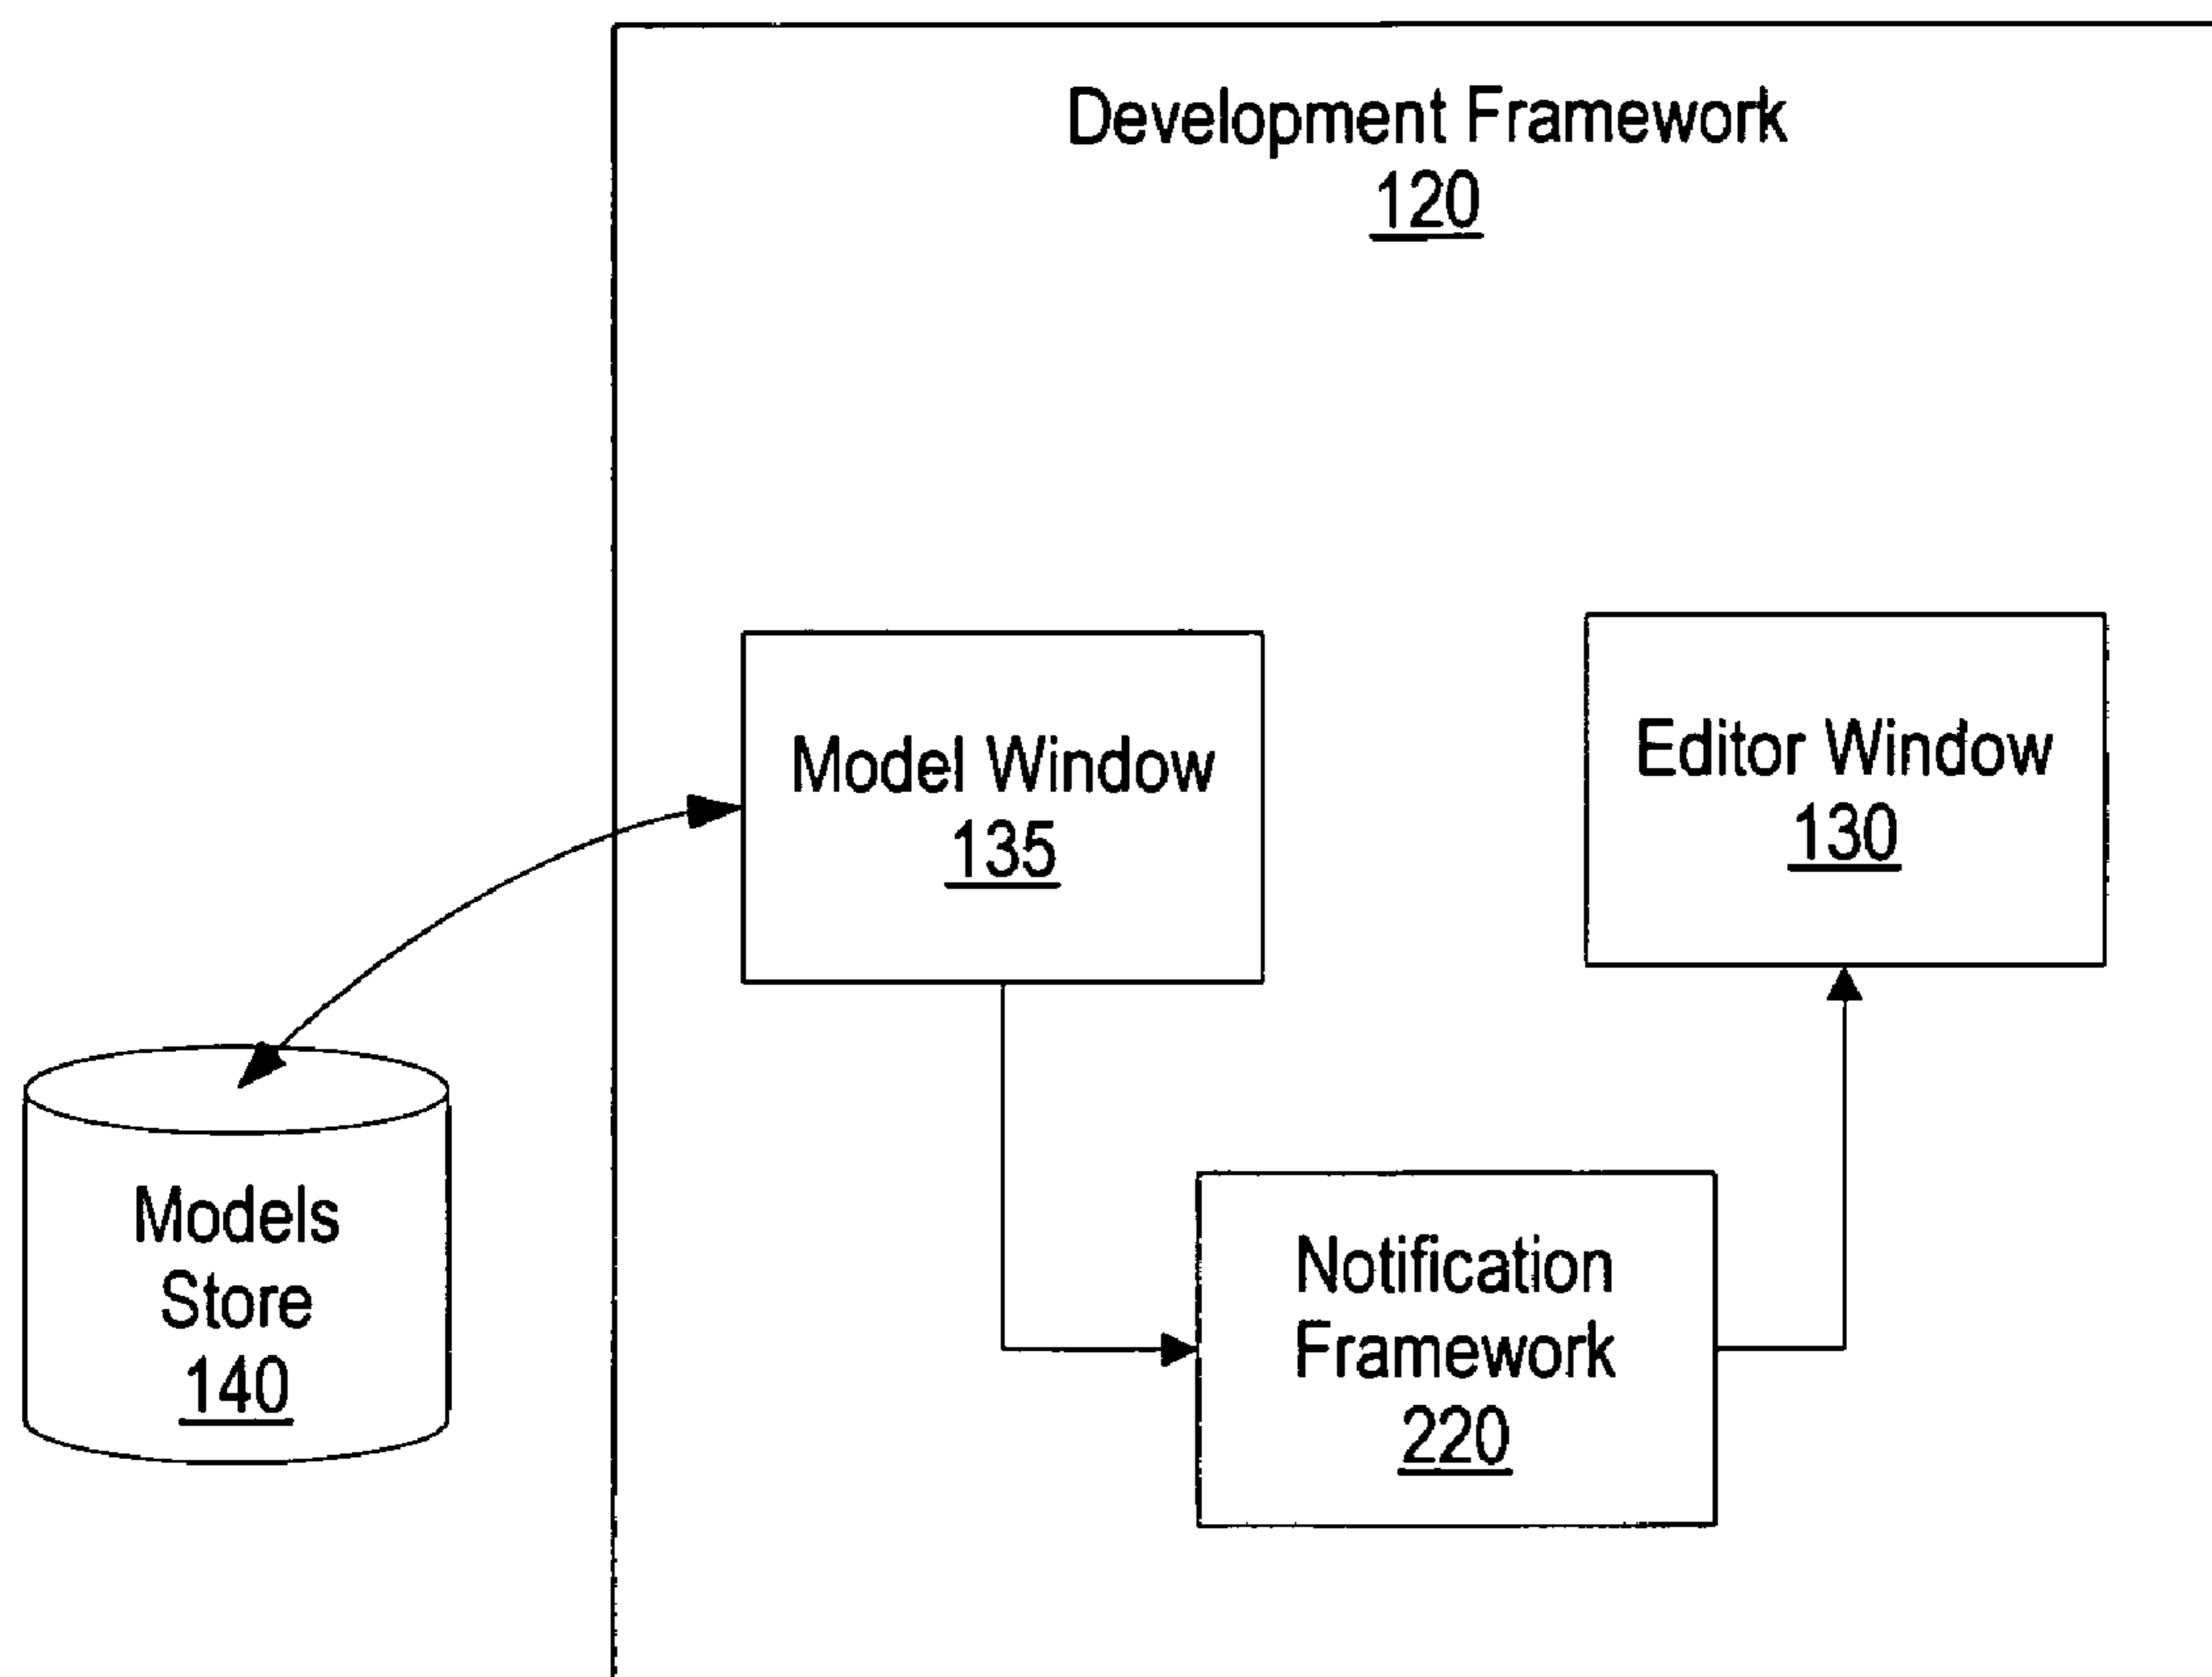 Development Framework
120
Model Window
135
Editor Window
130
Models
Store
140
Notification
Framework
220